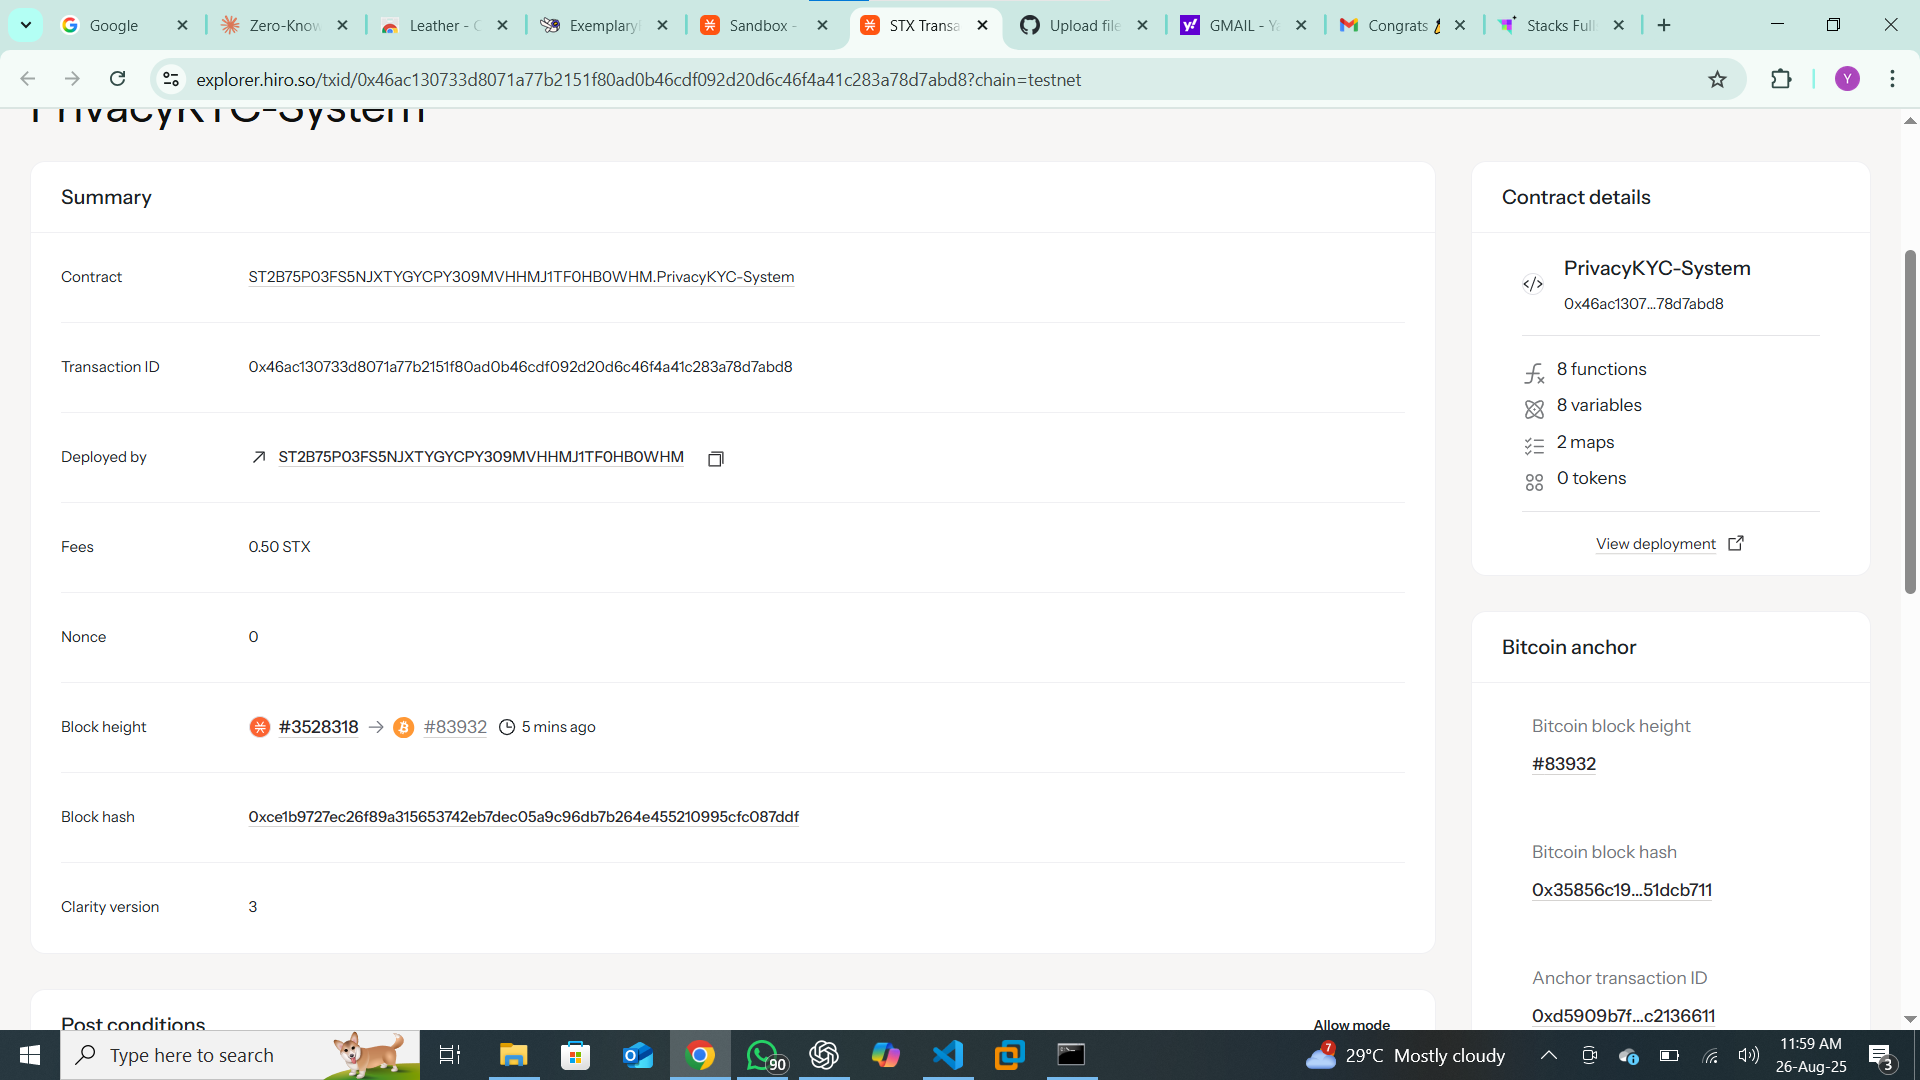 Google
Zero-Know
Leather - C
Exemplary
Sandbox -
STX Transa
Upload file
GMAIL - Ya
Congrats
Stacks Full
explorer.hiro.so/txid/0x46ac130733d8071a77b2151f80ad0b46cdf092d20d6c46f4a41c283a78d7abd8?chain=testnet
Y
PrivacyKYC-System
Summary
Contract
ST2B75P03FS5NJXTYGYCPY309MVHHMJ1TF0HB0WHM.PrivacyKYC-System
Transaction ID
0x46ac130733d8071a77b2151f80ad0b46cdf092d20d6c46f4a41c283a78d7abd8
Deployed by
ST2B75P03FS5NJXTYGYCPY309MVHHMJ1TF0HB0WHM
Fees
0.50 STX
Nonce
0
Block height
#3528318 → #83932 5 mins ago
Block hash
0xce1b9727ec26f89a315653742eb7dec05a9c96db7b264e455210995cfc087ddf
Clarity version
3
Post conditions
Allow mode
Contract details
PrivacyKYC-System
0x46ac1307...78d7abd8
8 functions
8 variables
2 maps
0 tokens
View deployment
Bitcoin anchor
Bitcoin block height
#83932
Bitcoin block hash
0x35856c19...51dcb711
Anchor transaction ID
0xd5909b7f...c2136611
Type here to search
90
7
29°C Mostly cloudy
11:59 AM
26-Aug-25
3